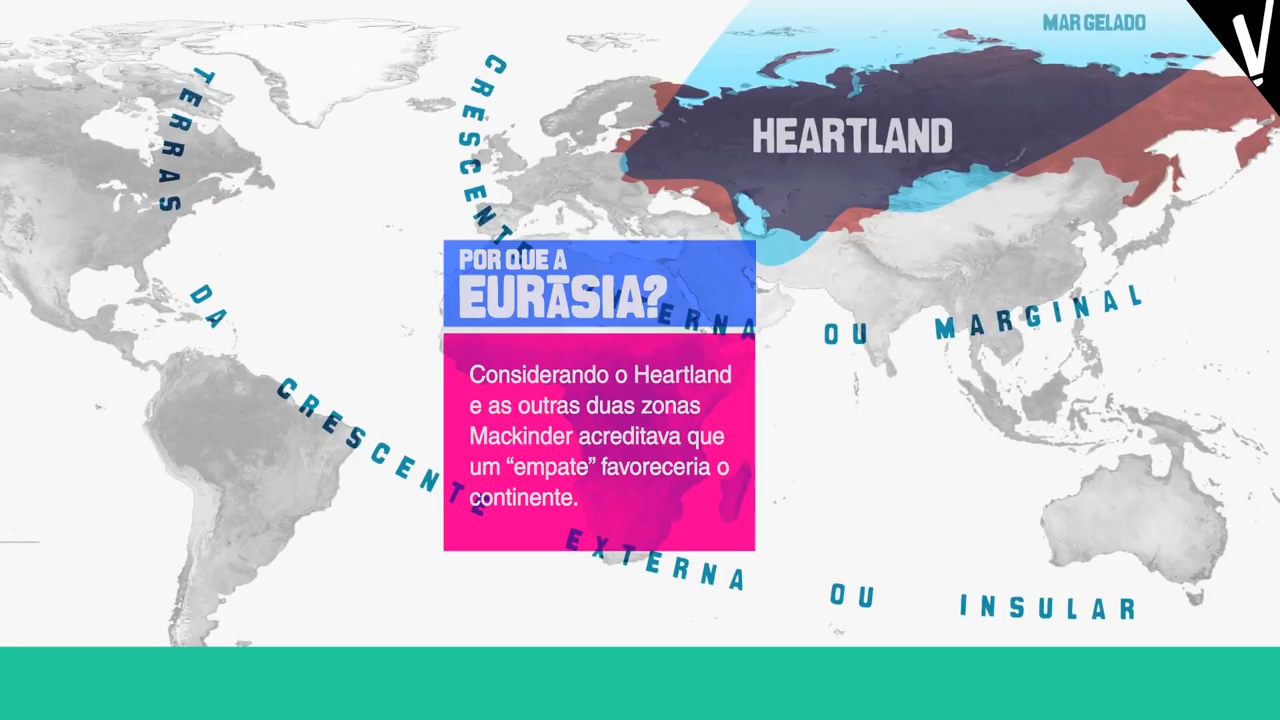 MAR GELADO
HEARTLAND
TERRAS
DA
CRESCENTE
EXTERNA
OU
INSULAR
CRESCENTE
OU
MARGINAL
POR QUE A
EURÁSIA?
Considerando o Heartland
e as outras duas zonas
Mackinder acreditava que
um “empate” favoreceria o
continente.